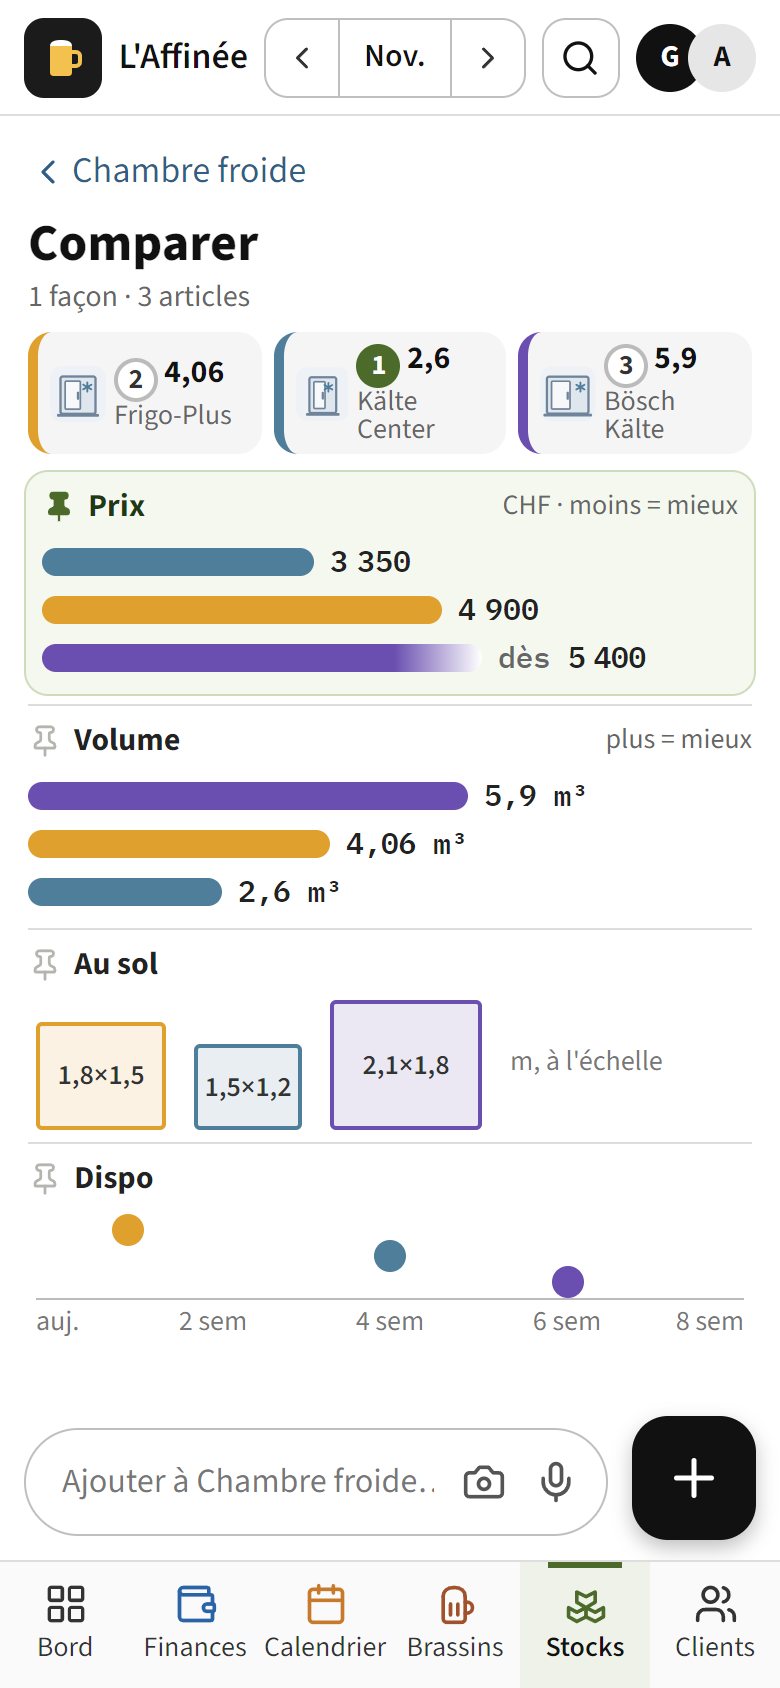 L'Affinée
Nov.
G
A
Chambre froide
Comparer
1 façon · 3 articles
2 4,06
Frigo-Plus
1 2,6
Kälte
Center
3 5,9
Bösch
Kälte
Prix
CHF · moins = mieux
3 350
4 900
dès 5 400
Volume
plus = mieux
5,9 m³
4,06 m³
2,6 m³
Au sol
1,8×1,5
1,5×1,2
2,1×1,8
m, à l'échelle
Dispo
auj.
2 sem
4 sem
6 sem
8 sem
Ajouter à Chambre froide..
Bord
Finances
Calendrier
Brassins
Stocks
Clients